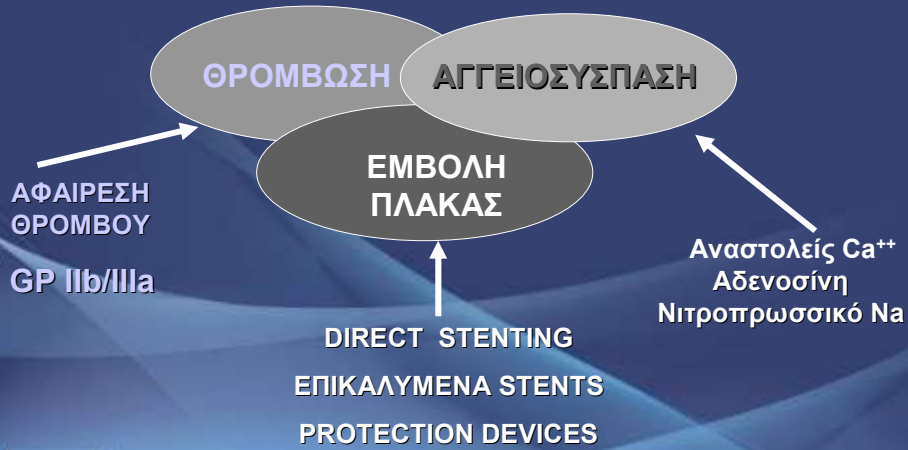 ΘΡΟΜΒΩΣΗ
ΑΓΓΕΙΟΣΥΣΠΑΣΗ
ΕΜΒΟΛΗ
ΠΛΑΚΑΣ
ΑΦΑΙΡΕΣΗ
ΘΡΟΜΒΟΥ
GP IIb/IIIa
Αναστολείς Ca⁺⁺
Αδενοσίνη
Νιτροπρωσσικό Na
DIRECT STENTING
ΕΠΙΚΑΛΥΜΕΝΑ STENTS
PROTECTION DEVICES